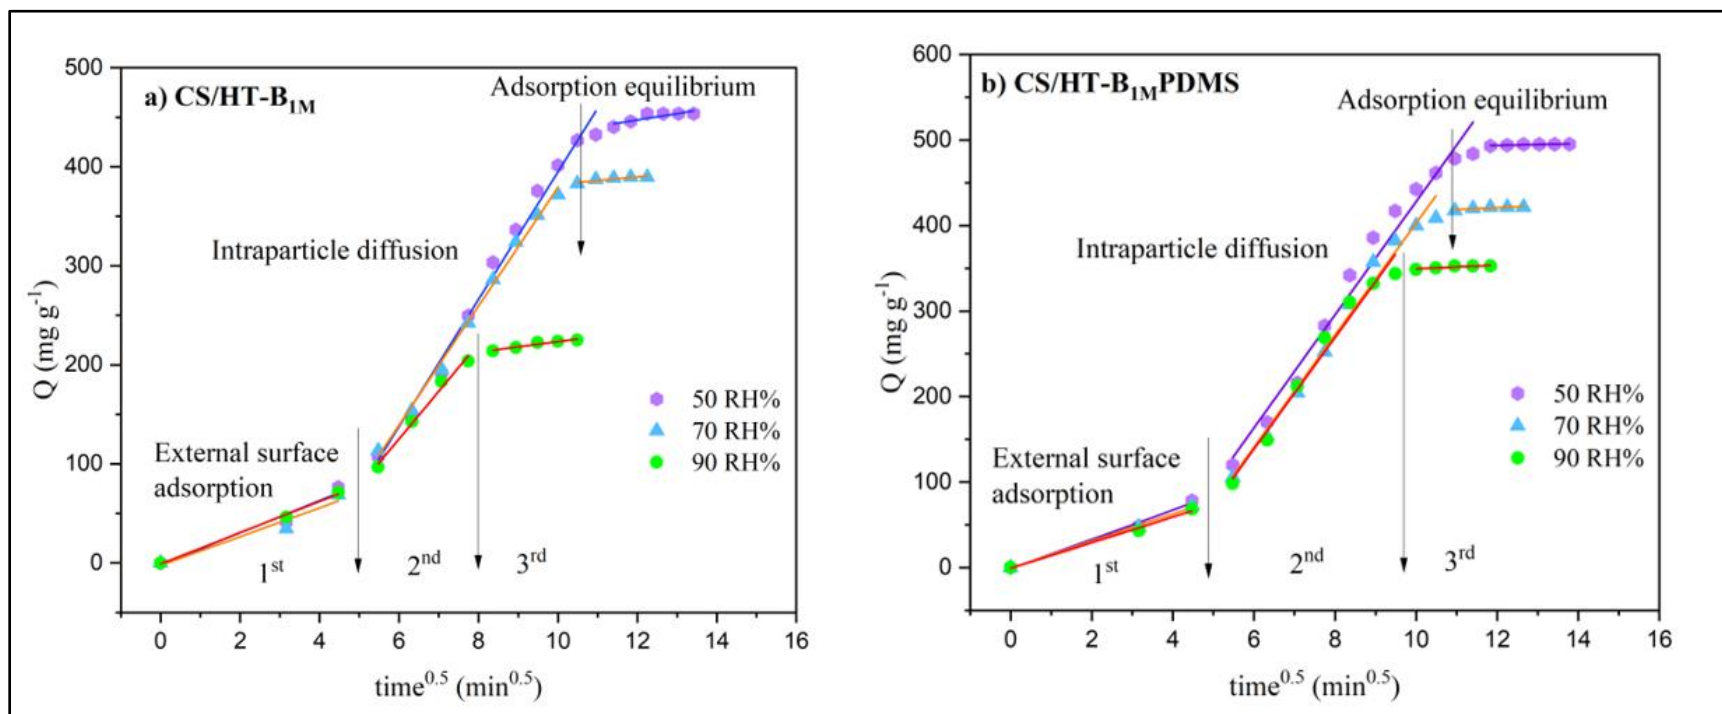 a) CS/HT-B1M
Adsorption equilibrium
Intraparticle diffusion
External surface
adsorption
1st
2nd
3rd
50 RH%
70 RH%
90 RH%
Q (mg g-1)
500
400
300
200
100
0
0 2 4 6 8 10 12 14 16
time0.5 (min0.5)
b) CS/HT-B1MPDMS
Adsorption equilibrium
Intraparticle diffusion
External surface
adsorption
1st
2nd
3rd
50 RH%
70 RH%
90 RH%
Q (mg g-1)
600
500
400
300
200
100
0
0 2 4 6 8 10 12 14 16
time0.5 (min0.5)